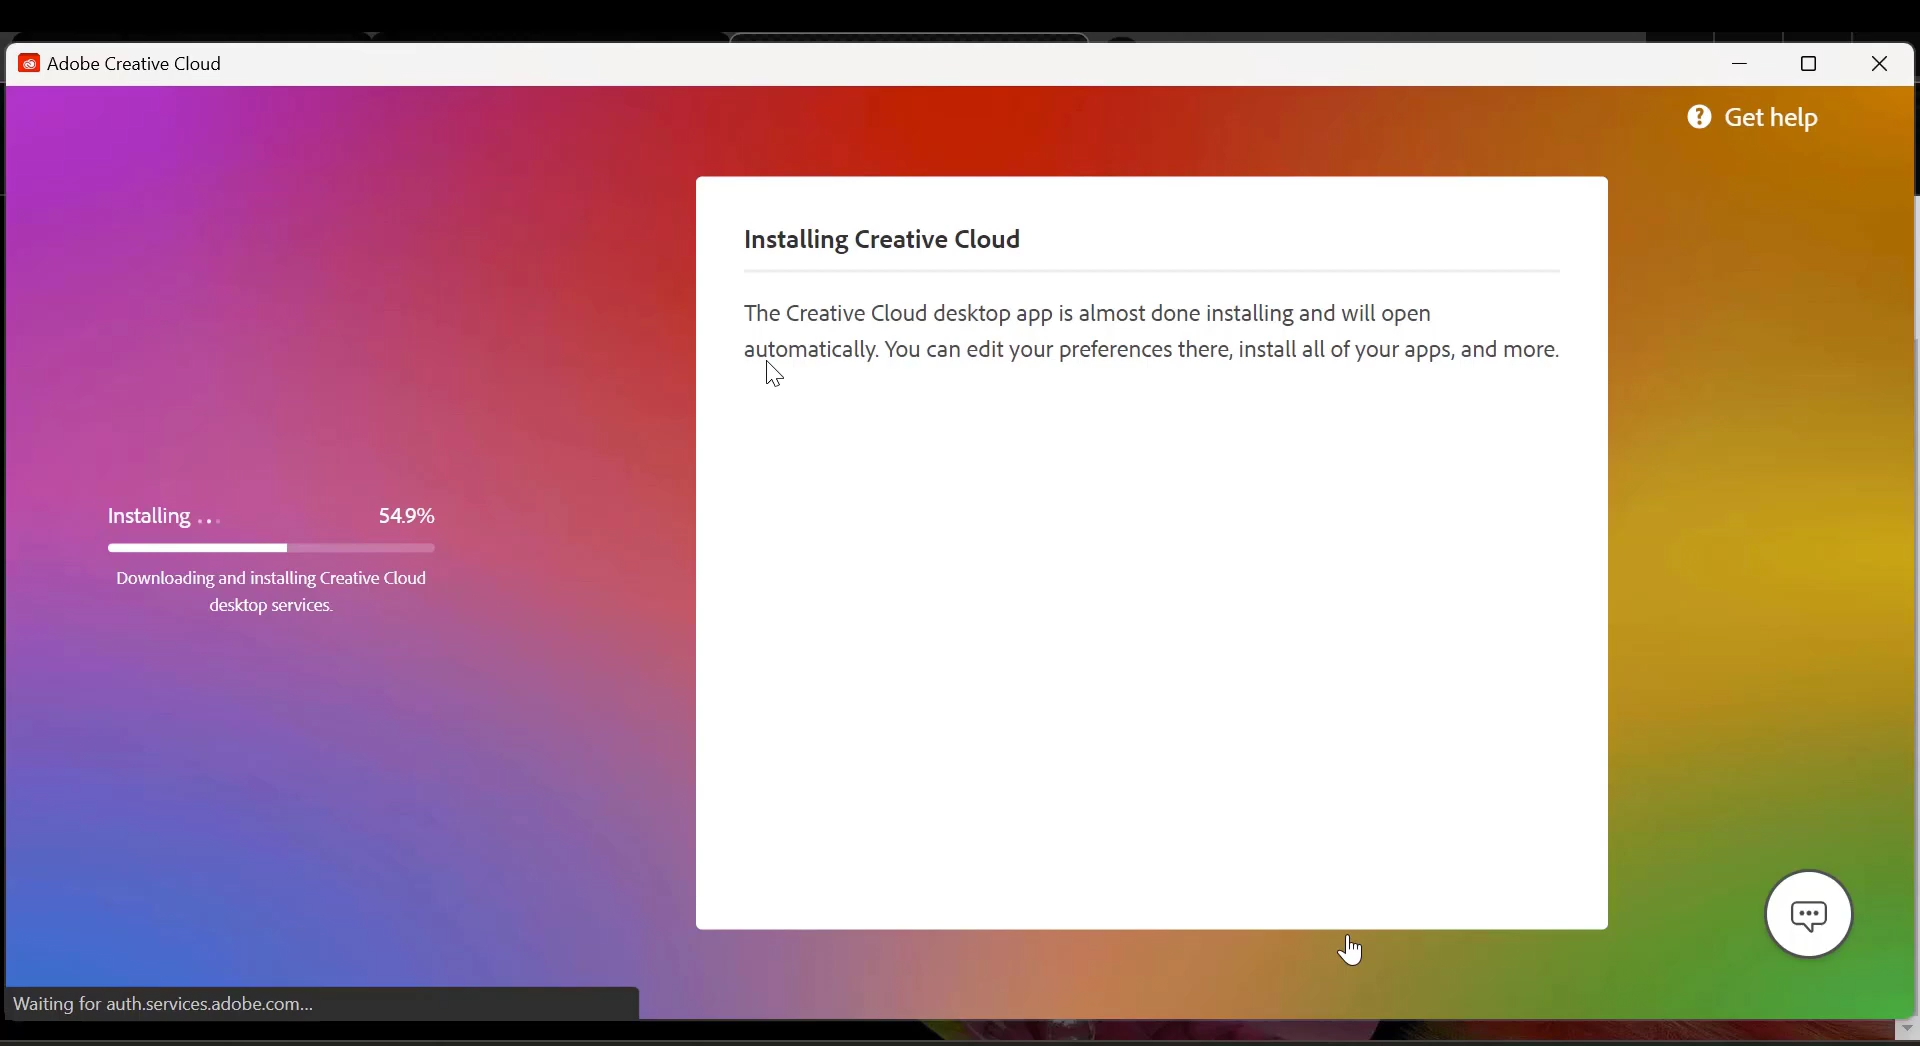 Adobe Creative Cloud
Get help
Installing Creative Cloud
The Creative Cloud desktop app is almost done installing and will open
automatically. You can edit your preferences there, install all of your apps, and more.
Installing ...
54.9%
Downloading and installing Creative Cloud
desktop services.
Waiting for auth.services.adobe.com...